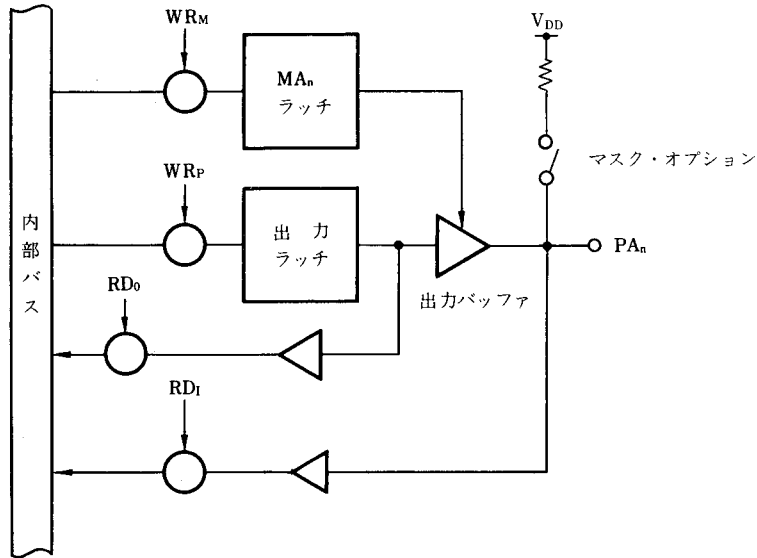 WRM
VDD
MAn
ラッチ
マスク・オプション
WRP
内部バス
出力
ラッチ
PAn
出力バッファ
RDO
RDI